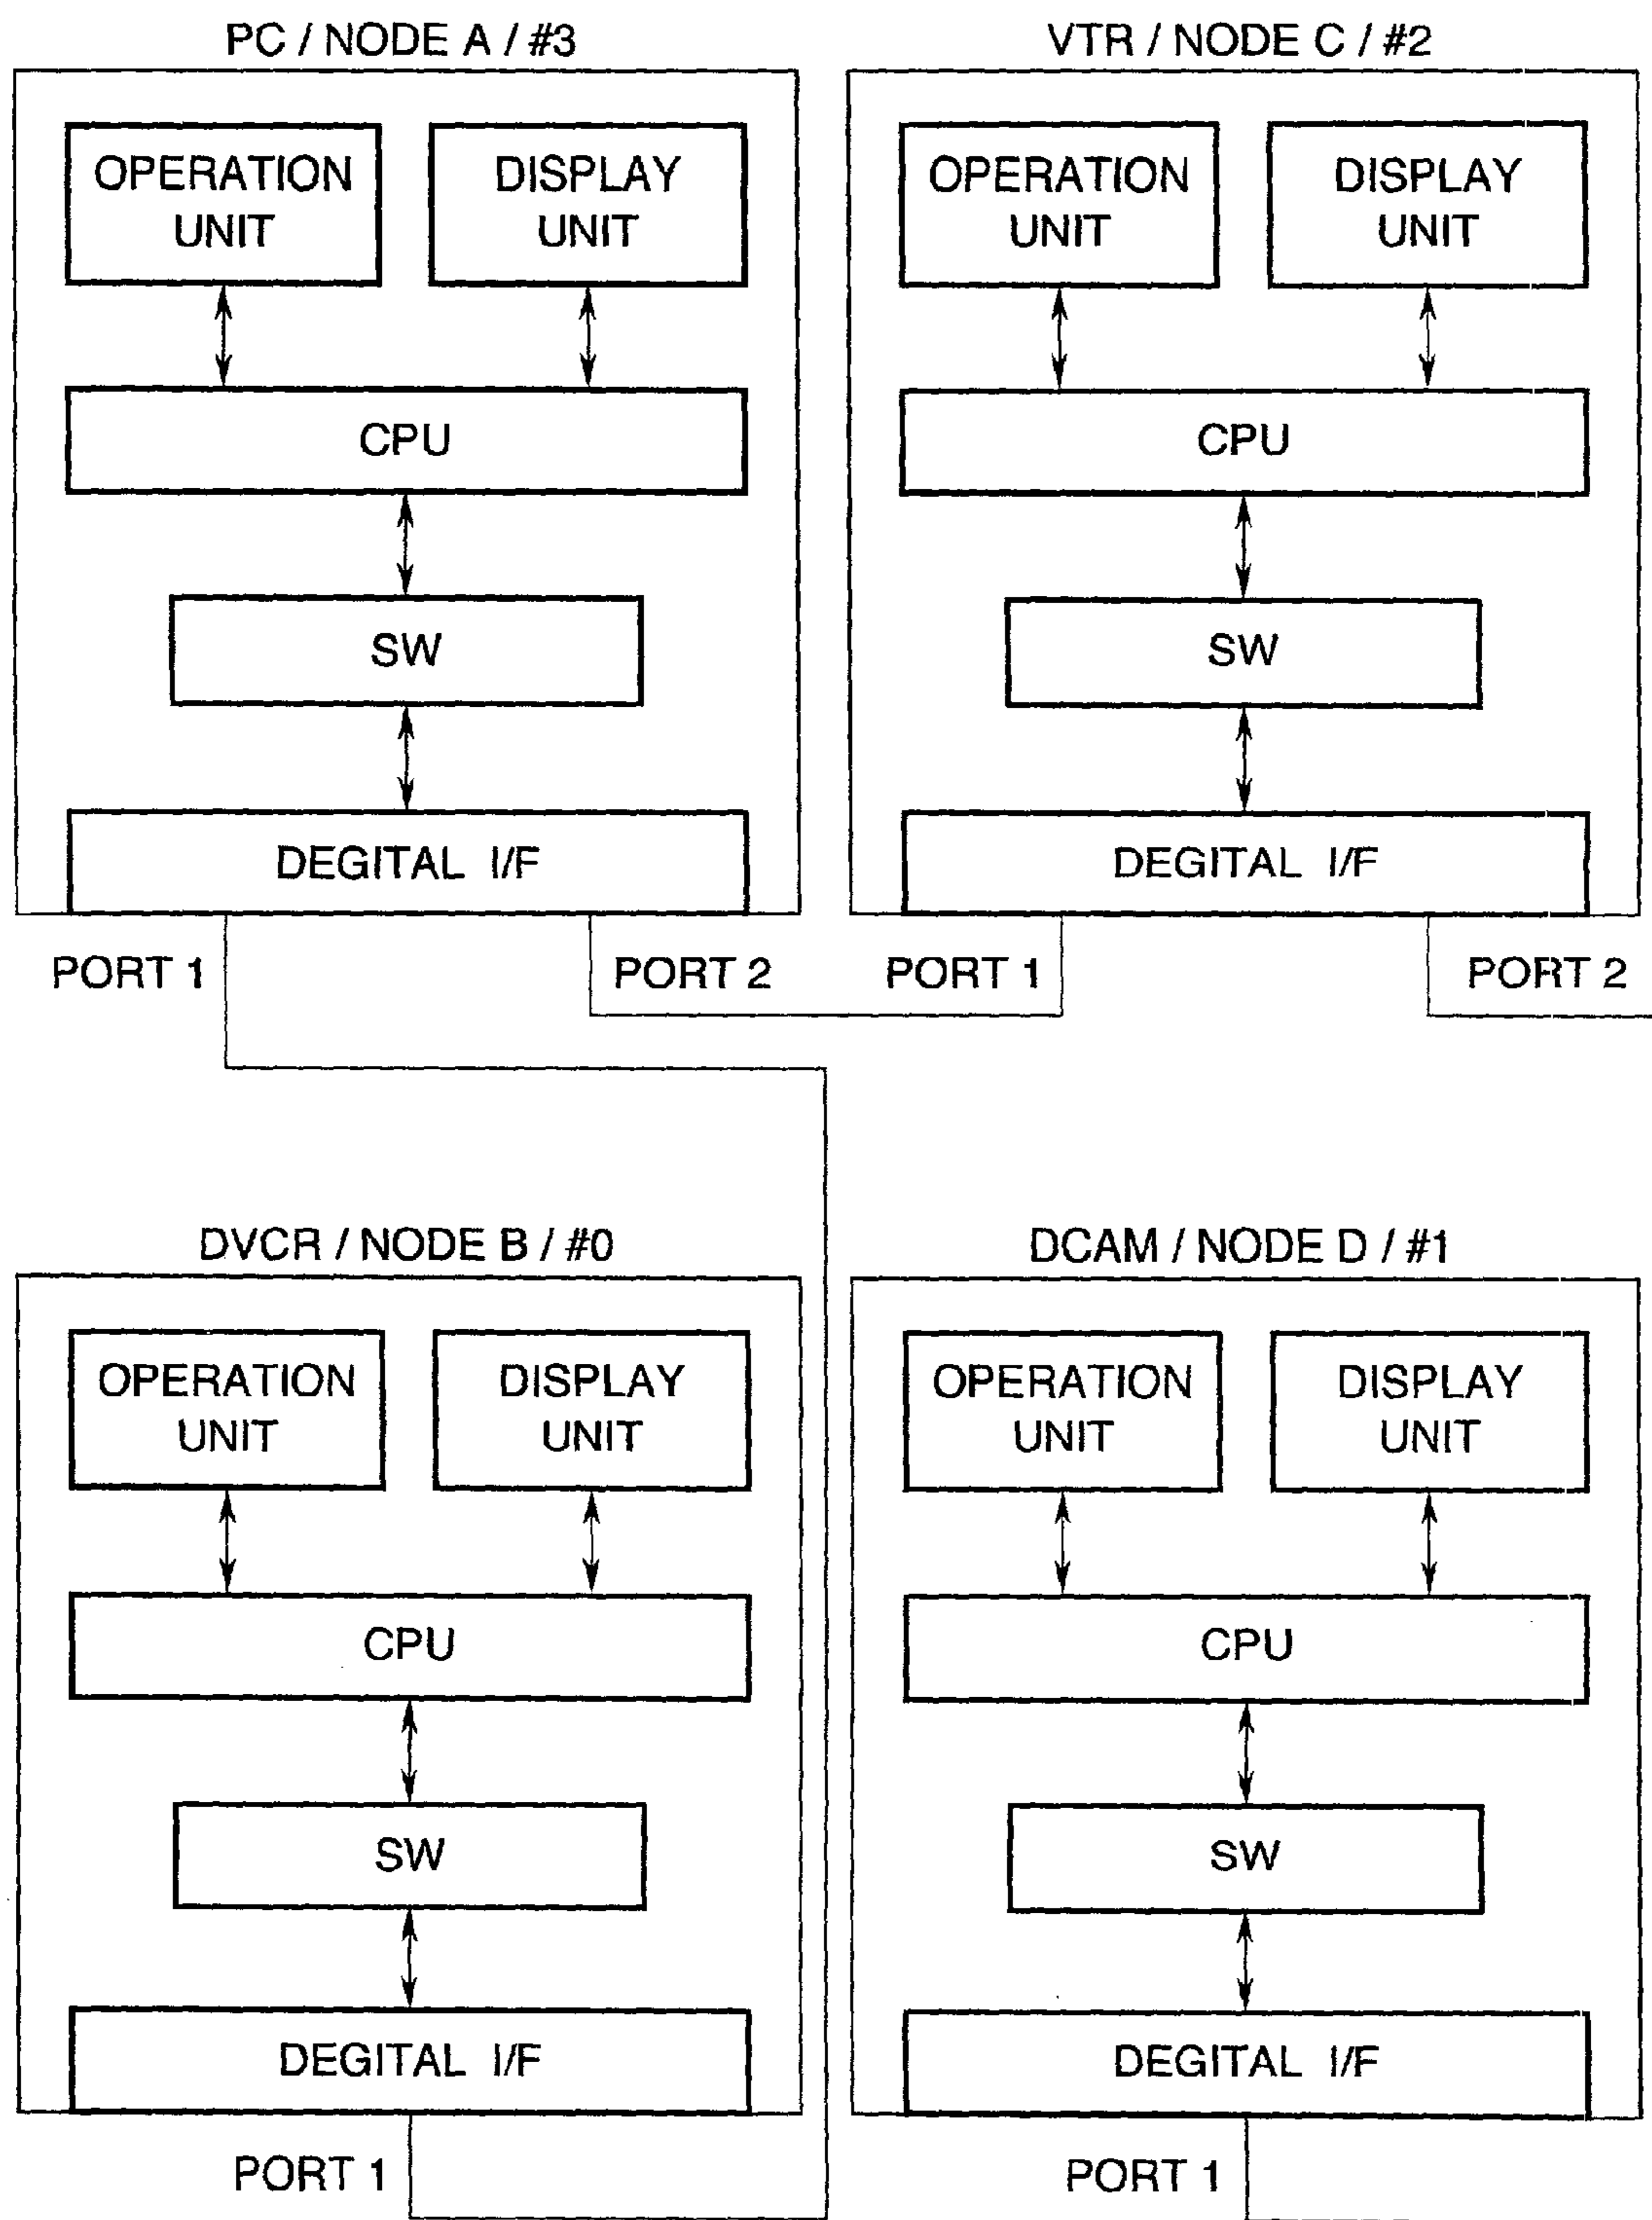 PC / NODE A / #3
OPERATION
UNIT
DISPLAY
UNIT
CPU
SW
DEGITAL I/F
PORT 1
PORT 2
VTR / NODE C / #2
OPERATION
UNIT
DISPLAY
UNIT
CPU
SW
DEGITAL I/F
PORT 1
PORT 2
DVCR / NODE B / #0
OPERATION
UNIT
DISPLAY
UNIT
CPU
SW
DEGITAL I/F
PORT 1
DCAM / NODE D / #1
OPERATION
UNIT
DISPLAY
UNIT
CPU
SW
DEGITAL I/F
PORT 1